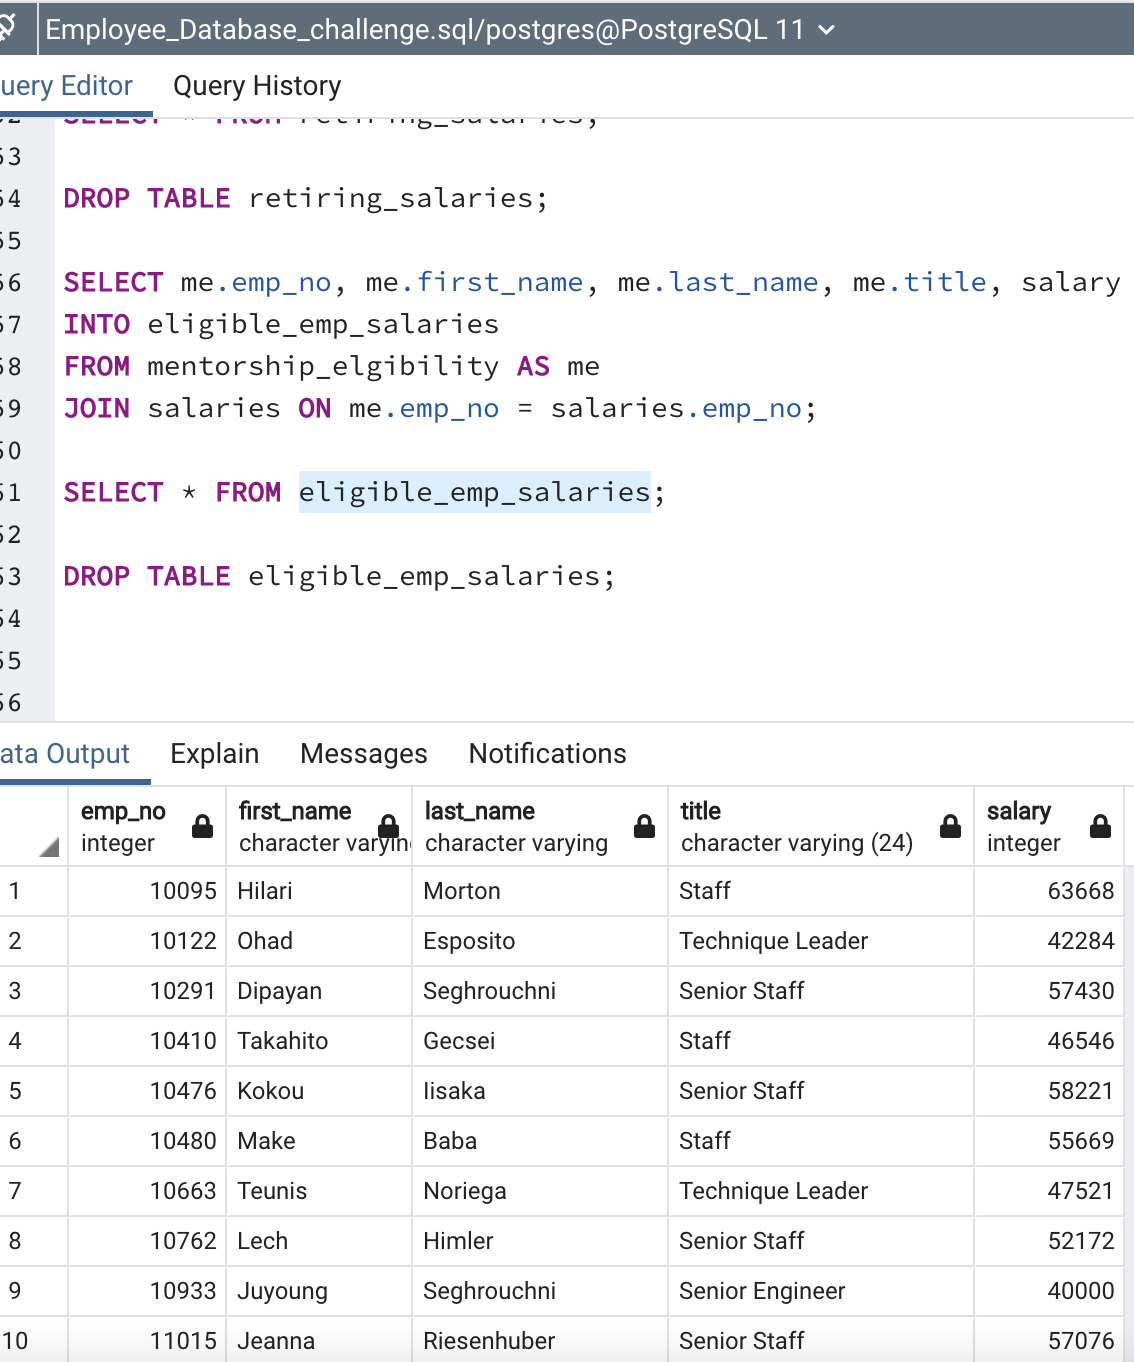 Employee_Database_challenge.sql/postgres@PostgreSQL 11
uery Editor Query History
SELECT * FROM retiring_salaries;
53
54 DROP TABLE retiring_salaries;
55
56 SELECT me.emp_no, me.first_name, me.last_name, me.title, salary
57 INTO eligible_emp_salaries
58 FROM mentorship_elgibility AS me
59 JOIN salaries ON me.emp_no = salaries.emp_no;
60
61 SELECT * FROM eligible_emp_salaries;
62
63 DROP TABLE eligible_emp_salaries;
64
65
66
ata Output Explain Messages Notifications
emp_no first_name last_name title salary
integer character varyin character varying character varying (24) integer
1 10095 Hilari Morton Staff 63668
2 10122 Ohad Esposito Technique Leader 42284
3 10291 Dipayan Seghrouchni Senior Staff 57430
4 10410 Takahito Gecsei Staff 46546
5 10476 Kokou Iisaka Senior Staff 58221
6 10480 Make Baba Staff 55669
7 10663 Teunis Noriega Technique Leader 47521
8 10762 Lech Himler Senior Staff 52172
9 10933 Juyoung Seghrouchni Senior Engineer 40000
10 11015 Jeanna Riesenhuber Senior Staff 57076